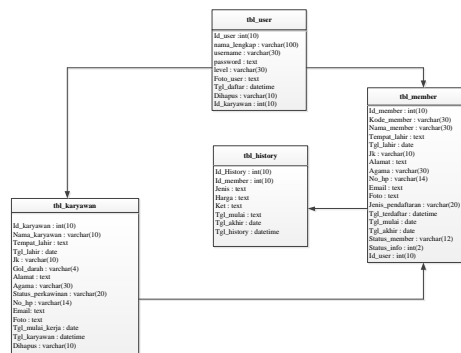 tbl_user
Id_user :int(10)
nama_lengkap : varchar(100)
username : varchar(30)
password : text
level : varchar(30)
Foto_user : text
Tgl_daftar : datetime
Dihapus : varchar(10)
Id_karyawan : int(10)
tbl_member
Id_member : int(10)
Kode_member : varchar(30)
Nama_member : varchar(30)
Tempat_lahir : text
Tgl_lahir : date
Jk : varchar(10)
Alamat : text
Agama : varchar(30)
No_hp : varchar(14)
Email : text
Foto : text
Jenis_pendaftaran : varchar(20)
Tgl_terdaftar : datetime
Tgl_mulai : date
Tgl_akhir : date
Status_member : varchar(12)
Status_info : int(2)
Id_user : int(10)
tbl_history
Id_History : int(10)
Id_member : int(10)
Jenis : text
Harga : text
Ket : text
Tgl_mulai : text
Tgl_akhir : date
Tgl_history : datetime
tbl_karyawan
Id_karyawan : int(10)
Nama_karyawan : varchar(10)
Tempat_lahir : text
Tgl_lahir : date
Jk : varchar(10)
Gol_darah : varchar(4)
Alamat : text
Agama : varchar(30)
Status_perkawinan : varchar(20)
No_hp : varchar(14)
Email: text
Foto : text
Tgl_mulai_kerja : date
Tgl_karyawan : datetime
Dihapus : varchar(10)